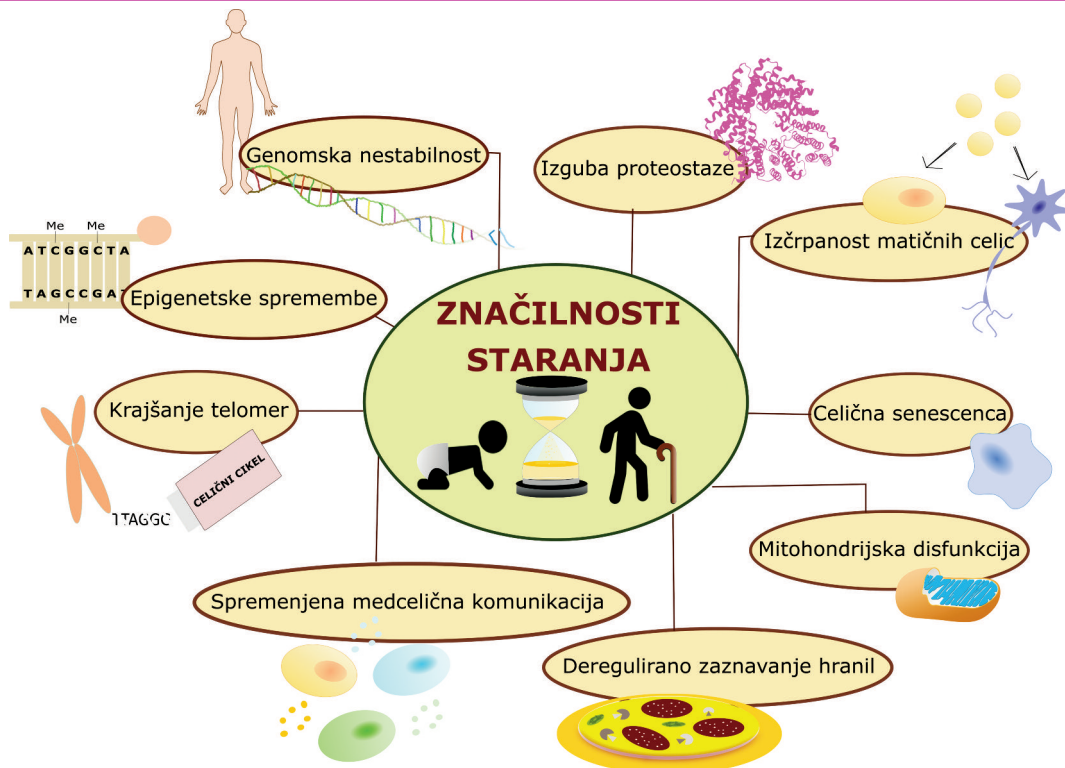 Genomska nestabilnost
Izguba proteostaze
Izčrpanost matičnih celic
Me Me
ATCGGCTA
TAGCCGAT
Me
Epigenetske spremembe
ZNAČILNOSTI
STARANJA
Krajšanje telomer
CELIČNI CIKEL
TTAGGG
Celična senescenca
Mitohondrijska disfunkcija
Spremenjena medcelična komunikacija
Deregulirano zaznavanje hranil